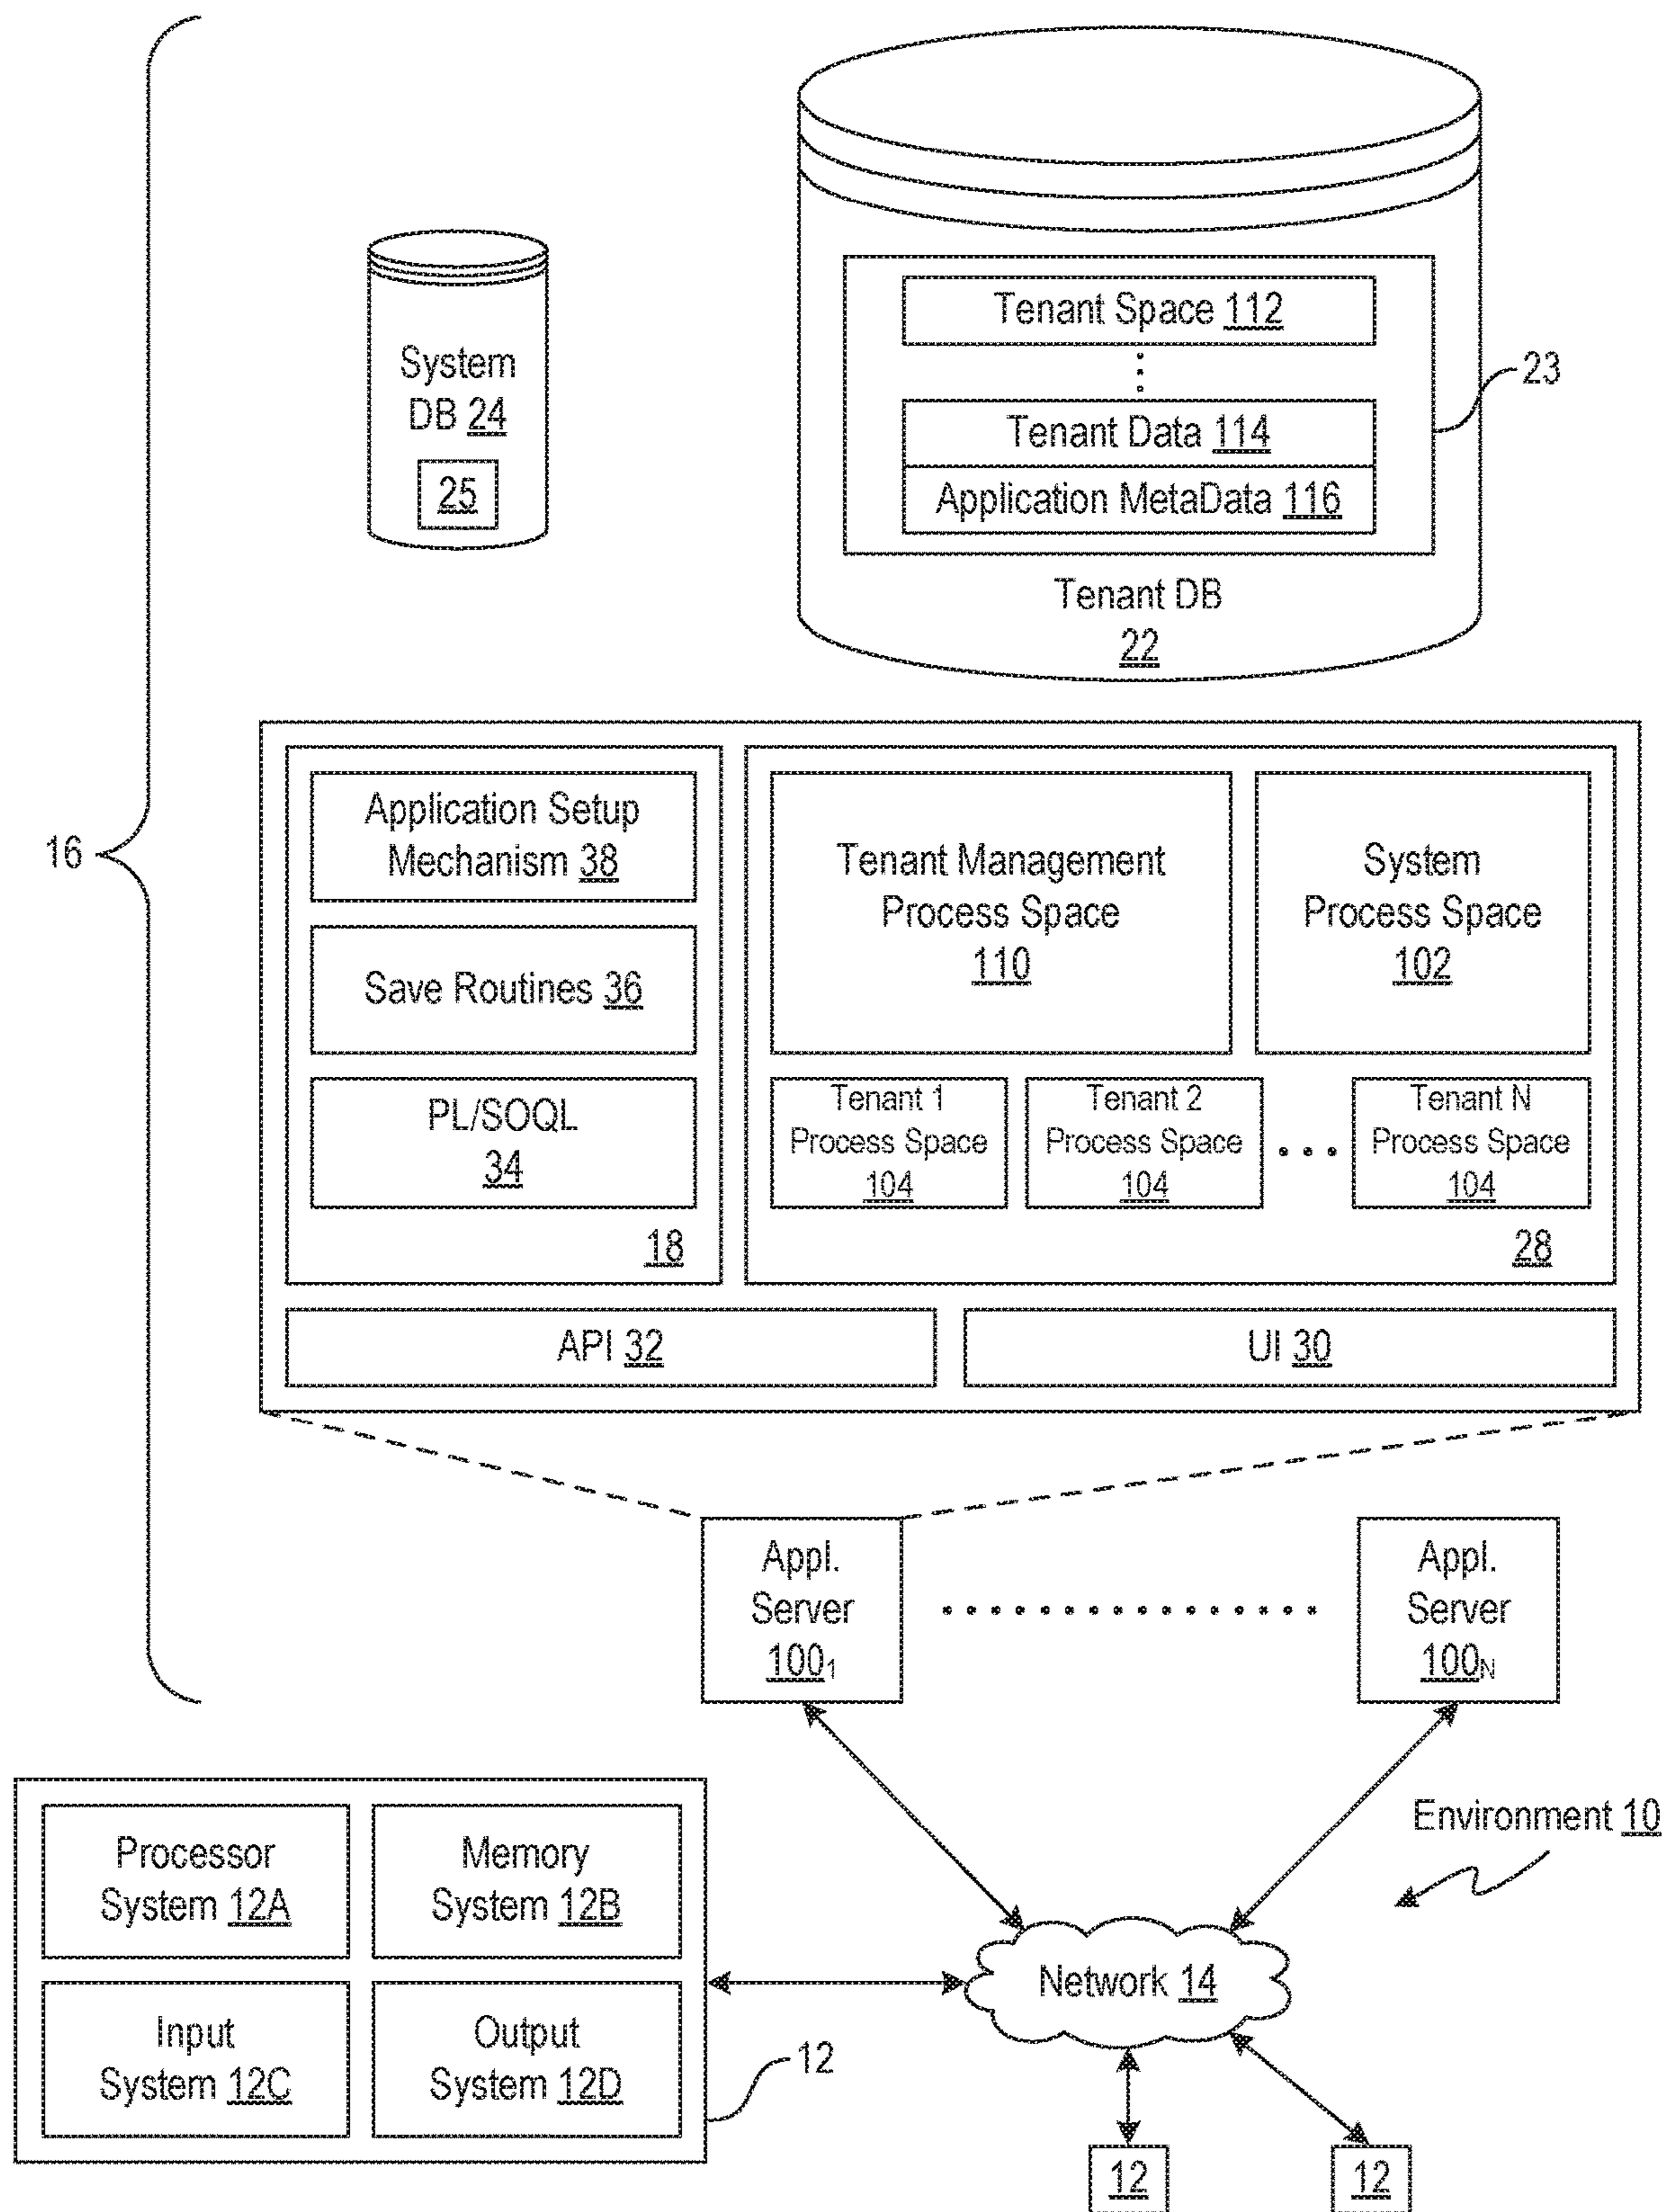 Tenant Space 112
System
DB 24
25
Tenant Data 114
Application MetaData 116
23
Tenant DB
22
16
Application Setup
Mechanism 38
Save Routines 36
PL/SOQL
34
18
Tenant Management
Process Space
110
System
Process Space
102
Tenant 1
Process Space
104
Tenant 2
Process Space
104
Tenant N
Process Space
104
28
API 32
UI 30
Appl.
Server
100₁
Appl.
Server
100N
Environment 10
Processor
System 12A
Memory
System 12B
Input
System 12C
Output
System 12D
12
Network 14
12
12